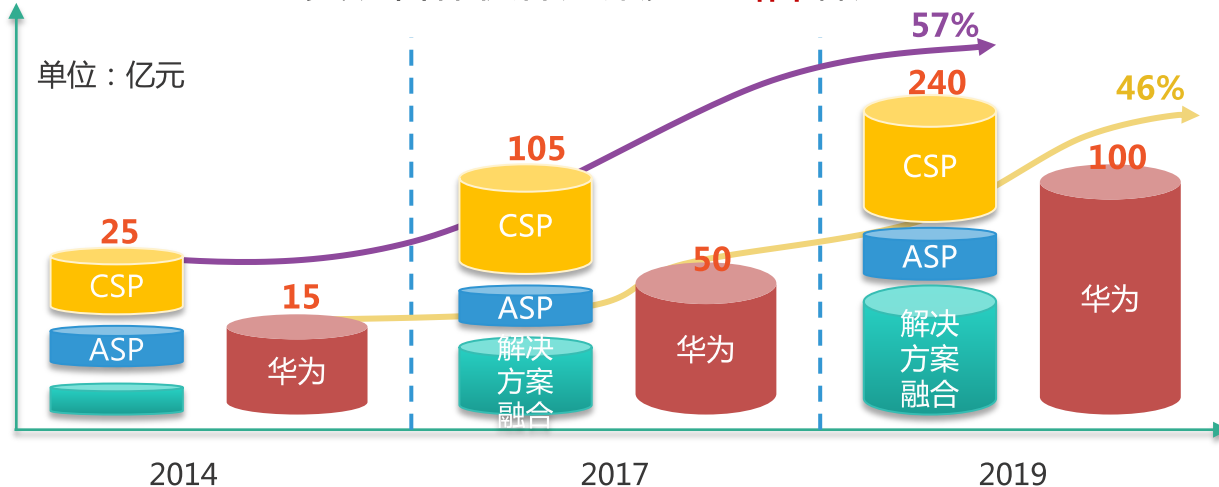 57%
单位：亿元
240
46%
105
100
CSP
CSP
25
50
ASP
CSP
15
ASP
华为
解决
方案
融合
ASP
华为
解决
方案
融合
华为
2014
2017
2019